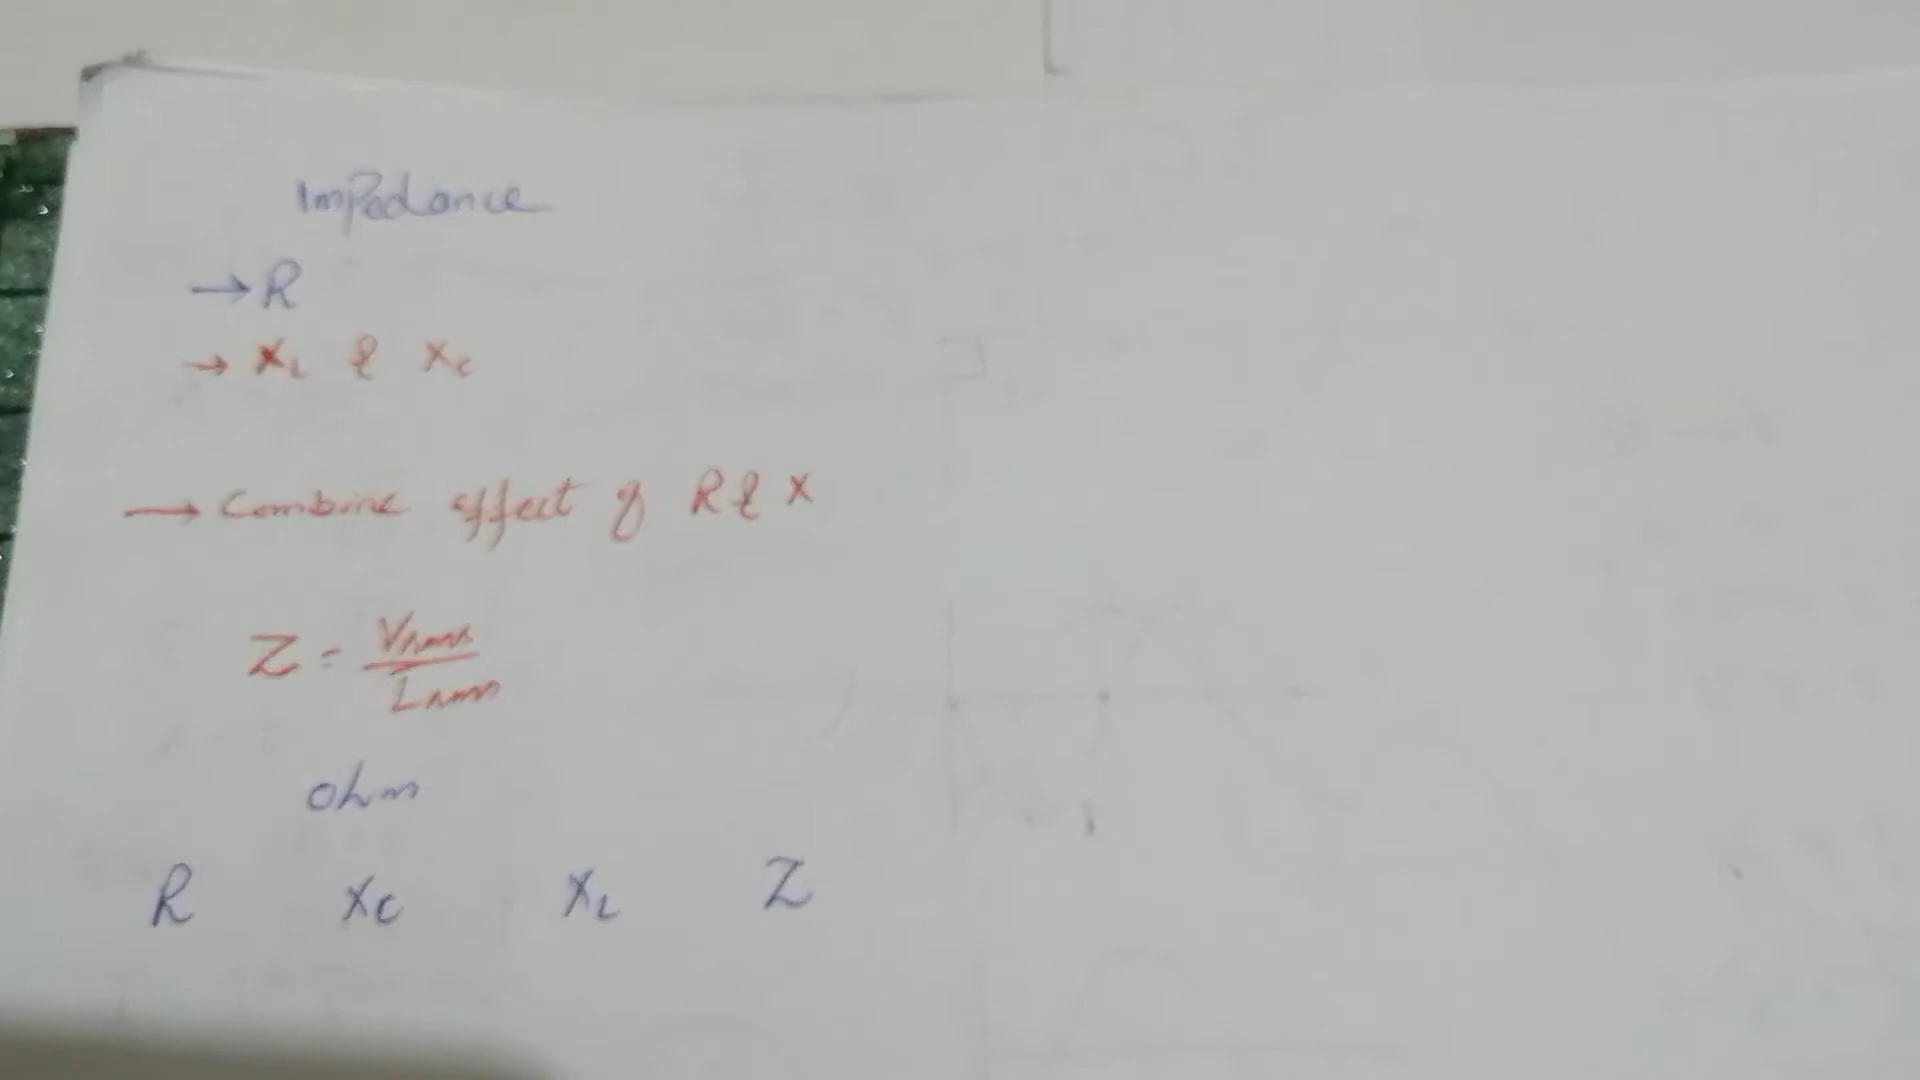 Impedance
→ R
→ XL & Xc
→ Combine effect of R & X
Z = Vrms
Irms
ohm
R Xc XL Z